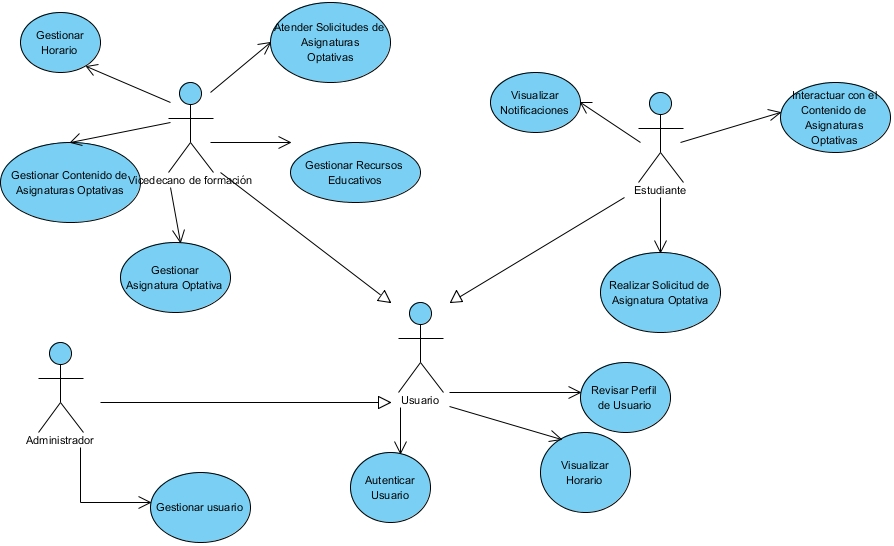 Gestionar
Horario
Atender Solicitudes de
Asignaturas
Optativas
Visualizar
Notificaciones
Interactuar con el
Contenido de
Asignaturas
Optativas
Gestionar Contenido de
Asignaturas Optativas
Vicedecano de formación
Gestionar Recursos
Educativos
Estudiante
Gestionar
Asignatura Optativa
Realizar Solicitud de
Asignatura Optativa
Usuario
Revisar Perfil
de Usuario
Administrador
Autenticar
Usuario
Visualizar
Horario
Gestionar usuario